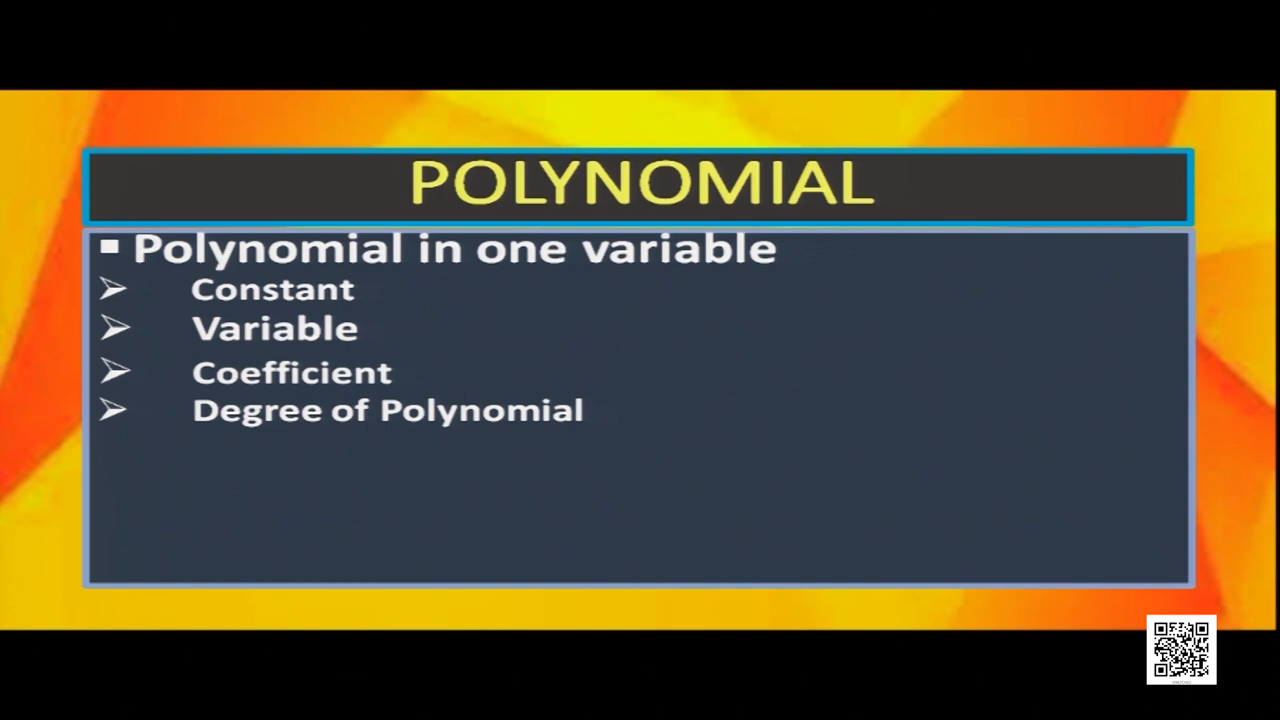 POLYNOMIAL
▪ Polynomial in one variable
➢ Constant
➢ Variable
➢ Coefficient
➢ Degree of Polynomial